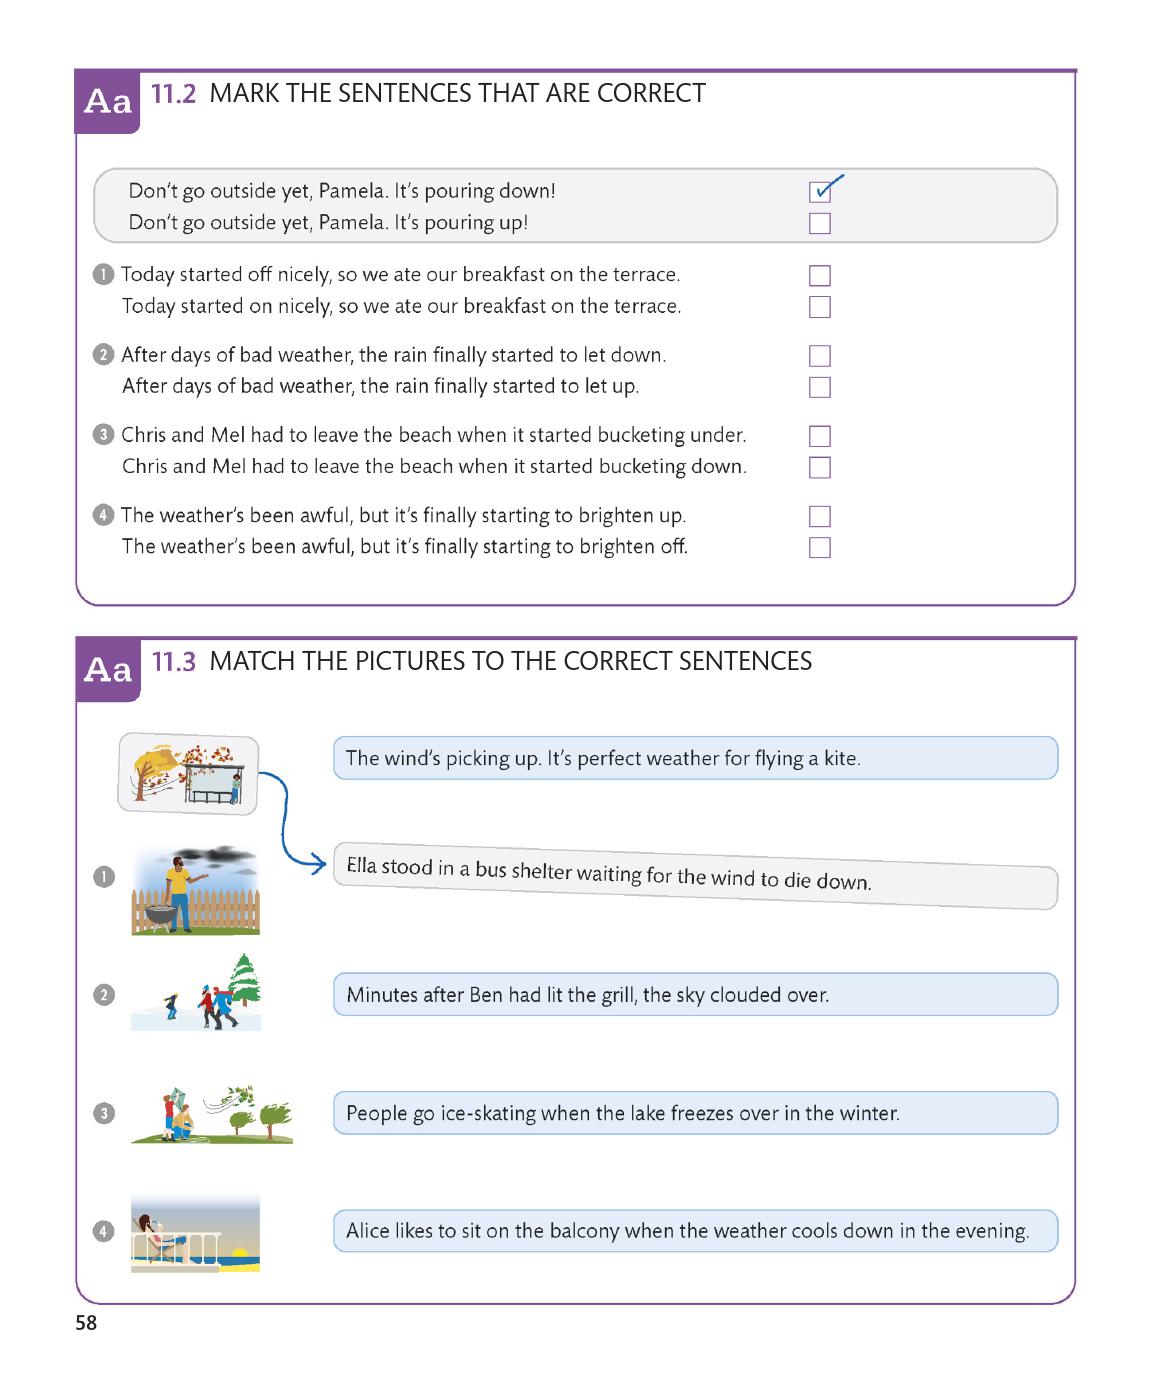 Aa 11.2 MARK THE SENTENCES THAT ARE CORRECT
Don't go outside yet, Pamela. It's pouring down!
Don't go outside yet, Pamela. It's pouring up!
1 Today started off nicely, so we ate our breakfast on the terrace.
Today started on nicely, so we ate our breakfast on the terrace.
2 After days of bad weather, the rain finally started to let down.
After days of bad weather, the rain finally started to let up.
3 Chris and Mel had to leave the beach when it started bucketing under.
Chris and Mel had to leave the beach when it started bucketing down.
4 The weather's been awful, but it's finally starting to brighten up.
The weather's been awful, but it's finally starting to brighten off.
Aa 11.3 MATCH THE PICTURES TO THE CORRECT SENTENCES
The wind's picking up. It's perfect weather for flying a kite.
1
Ella stood in a bus shelter waiting for the wind to die down.
2
Minutes after Ben had lit the grill, the sky clouded over.
3
People go ice-skating when the lake freezes over in the winter.
4
Alice likes to sit on the balcony when the weather cools down in the evening.
58